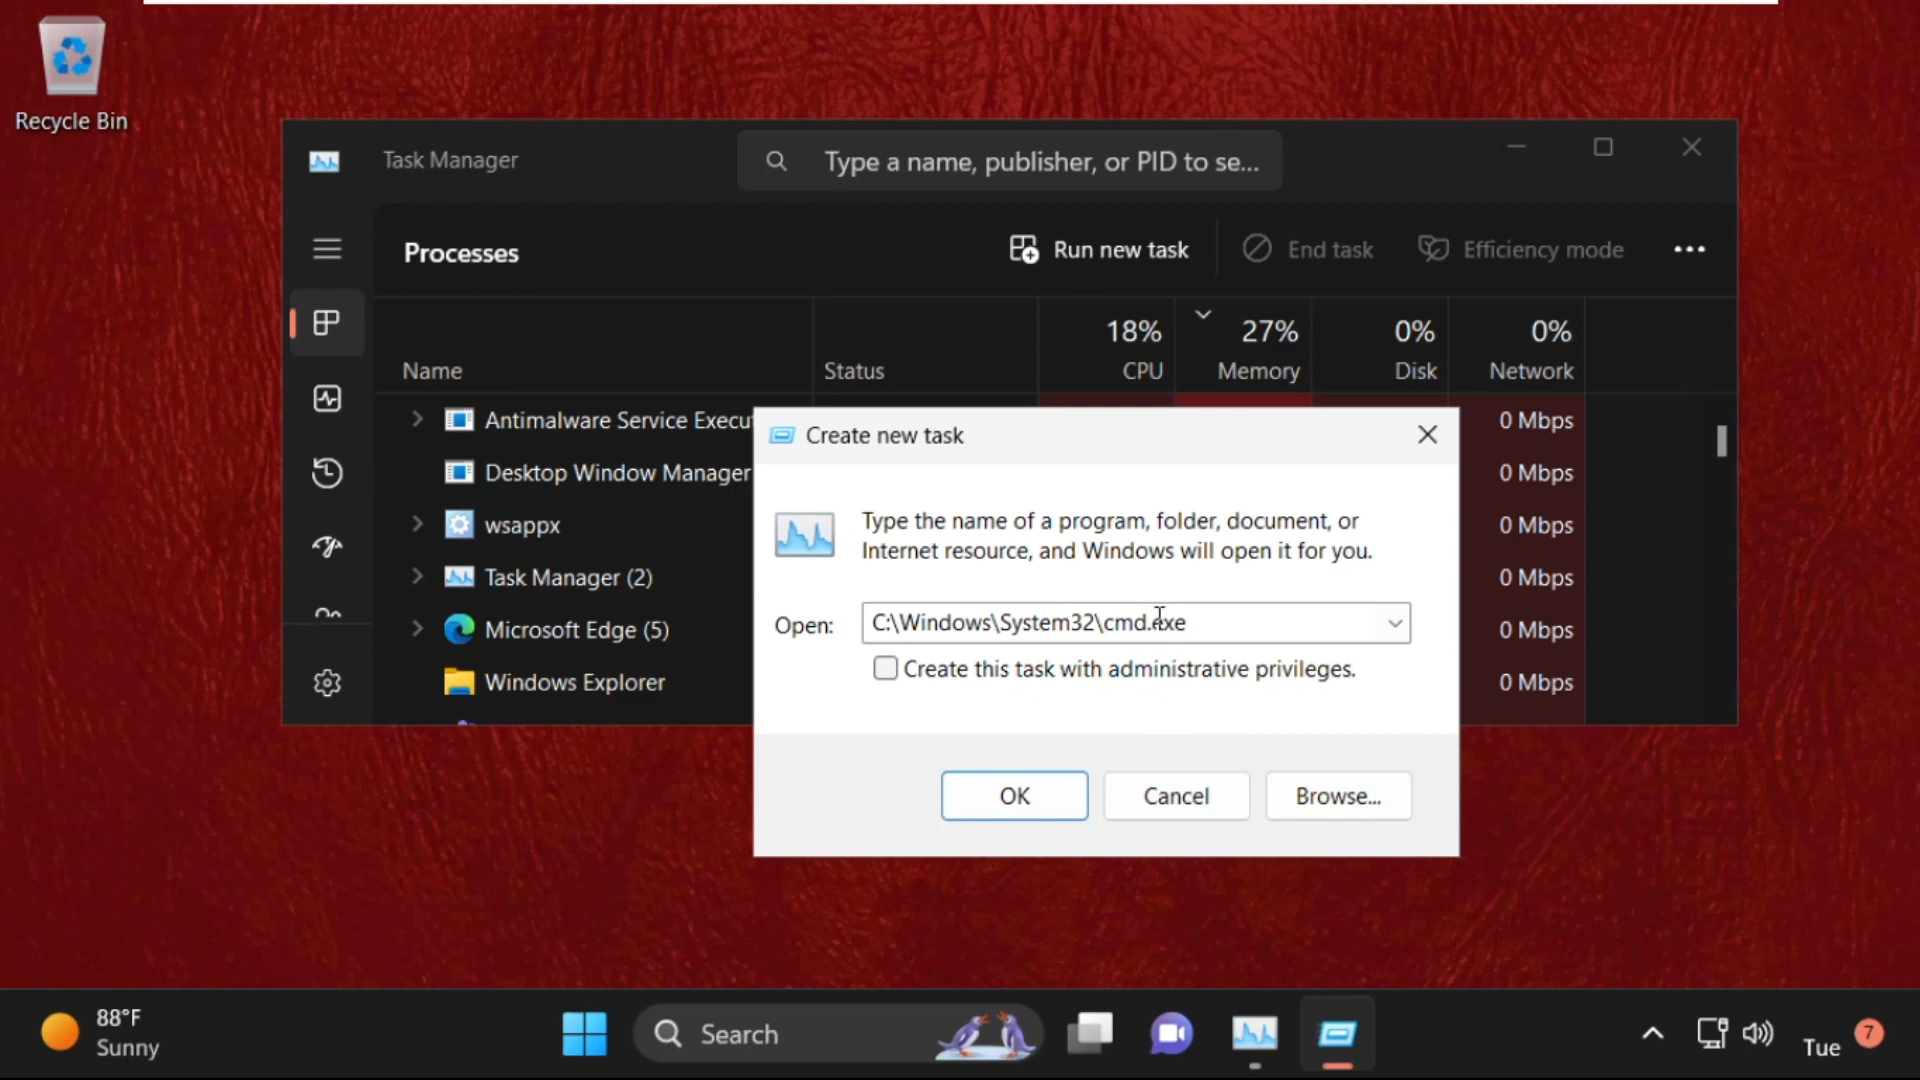 Recycle Bin
Task Manager
Type a name, publisher, or PID to se...
Processes
Run new task
End task
Efficiency mode
18%
27%
0%
0%
Name
Status
CPU
Memory
Disk
Network
Antimalware Service Execu
0 Mbps
Desktop Window Manager
0 Mbps
wsappx
0 Mbps
Task Manager (2)
0 Mbps
Microsoft Edge (5)
0 Mbps
Windows Explorer
0 Mbps
Create new task
Type the name of a program, folder, document, or
Internet resource, and Windows will open it for you.
Open:
C:\Windows\System32\cmd.exe
Create this task with administrative privileges.
OK
Cancel
Browse...
88°F
Sunny
Search
Tue
7